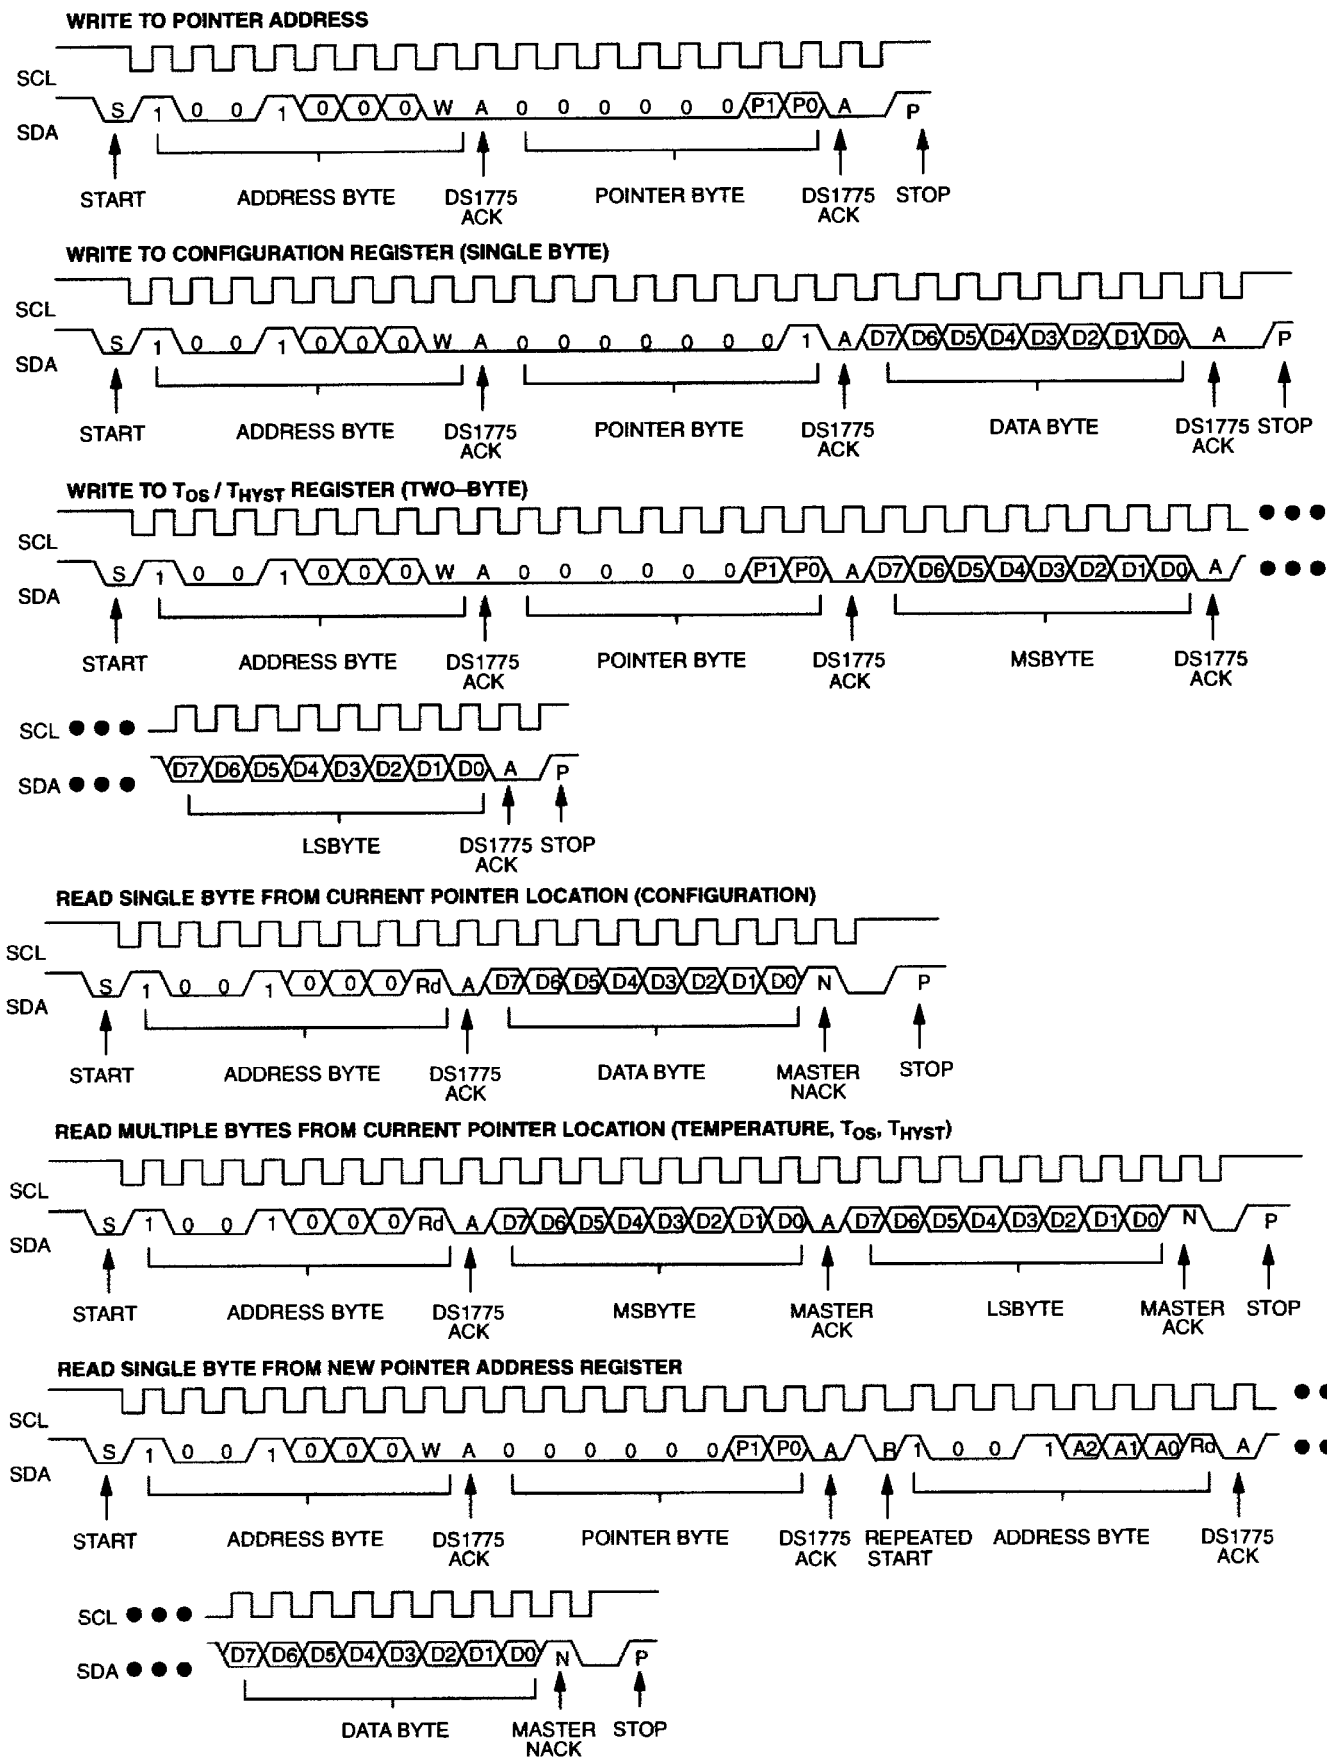 WRITE TO POINTER ADDRESS
SCL
SDA S 1 0 0 1 0 0 0 W A 0 0 0 0 0 0 P1 P0 A P
START ADDRESS BYTE DS1775 ACK POINTER BYTE DS1775 ACK STOP
WRITE TO CONFIGURATION REGISTER (SINGLE BYTE)
SCL
SDA S 1 0 0 1 0 0 0 W A 0 0 0 0 0 0 0 1 A D7 D6 D5 D4 D3 D2 D1 D0 A P
START ADDRESS BYTE DS1775 ACK POINTER BYTE DS1775 ACK DATA BYTE DS1775 ACK STOP
WRITE TO TOS / THYST REGISTER (TWO–BYTE)
SCL
SDA S 1 0 0 1 0 0 0 W A 0 0 0 0 0 0 P1 P0 A D7 D6 D5 D4 D3 D2 D1 D0 A
START ADDRESS BYTE DS1775 ACK POINTER BYTE DS1775 ACK MSBYTE DS1775 ACK
SCL
SDA D7 D6 D5 D4 D3 D2 D1 D0 A P
LSBYTE DS1775 ACK STOP
READ SINGLE BYTE FROM CURRENT POINTER LOCATION (CONFIGURATION)
SCL
SDA S 1 0 0 1 0 0 0 Rd A D7 D6 D5 D4 D3 D2 D1 D0 N P
START ADDRESS BYTE DS1775 ACK DATA BYTE MASTER NACK STOP
READ MULTIPLE BYTES FROM CURRENT POINTER LOCATION (TEMPERATURE, TOS, THYST)
SCL
SDA S 1 0 0 1 0 0 0 Rd A D7 D6 D5 D4 D3 D2 D1 D0 A D7 D6 D5 D4 D3 D2 D1 D0 N P
START ADDRESS BYTE DS1775 ACK MSBYTE MASTER ACK LSBYTE MASTER ACK STOP
READ SINGLE BYTE FROM NEW POINTER ADDRESS REGISTER
SCL
SDA S 1 0 0 1 0 0 0 W A 0 0 0 0 0 0 P1 P0 A R 1 0 0 1 A2 A1 A0 Rd A
START ADDRESS BYTE DS1775 ACK POINTER BYTE DS1775 ACK REPEATED START ADDRESS BYTE DS1775 ACK
SCL
SDA D7 D6 D5 D4 D3 D2 D1 D0 N P
DATA BYTE MASTER NACK STOP